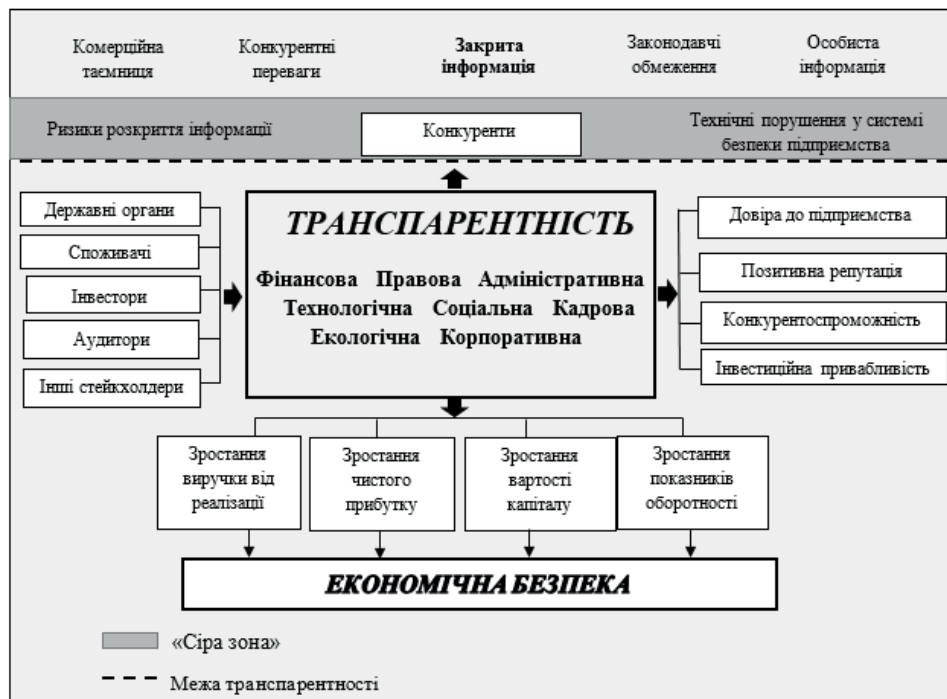 Комерційна
таємниця
Конкурентні
переваги
Закрита
інформація
Законодавчі
обмеження
Особиста
інформація
Ризики розкриття інформації
Конкуренти
Технічні порушення у системі
безпеки підприємства
Державні органи
Споживачі
Інвестори
Аудитори
Інші стейкхолдери
ТРАНСПАРЕНТНІСТЬ
Фінансова Правова Адміністративна
Технологічна Соціальна Кадрова
Екологічна Корпоративна
Довіра до підприємства
Позитивна репутація
Конкурентоспроможність
Інвестиційна привабливість
Зростання
виручки від
реалізації
Зростання
чистого
прибутку
Зростання
вартості
капіталу
Зростання
показників
оборотності
ЕКОНОМІЧНА БЕЗПЕКА
«Сіра зона»
Межа транспарентності